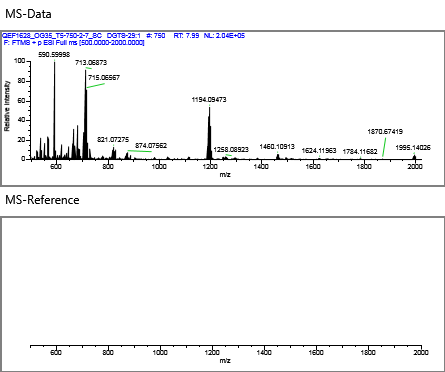 MS-Data
QEF1628_OG35_T5-750-2-7_BC DGTS-29:1 #: 750 RT: 7.99 NL: 2.04E+05
F: FTMS + p ESI Full ms [500.0000-2000.0000]
590.59998 713.06873
100
715.06567
80
1194.09473
60
40
1870.67419
821.07275 874.07562
20
1258.08923 1460.10913 1624.11963 1784.11682 1995.14026
0
600 800 1000 1200 1400 1600 1800 2000
m/z
Relative Intensity
MS-Reference
600 800 1000 1200 1400 1600 1800 2000
m/z